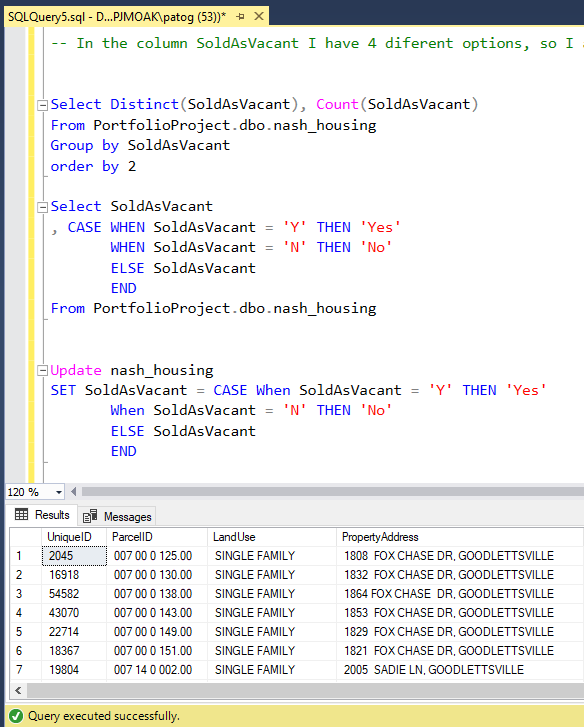 SQLQuery5.sql - D...PJMOAK\patog (53))*
-- In the column SoldAsVacant I have 4 diferent options, so I
Select Distinct(SoldAsVacant), Count(SoldAsVacant)
From PortfolioProject.dbo.nash_housing
Group by SoldAsVacant
order by 2
Select SoldAsVacant
, CASE WHEN SoldAsVacant = 'Y' THEN 'Yes'
WHEN SoldAsVacant = 'N' THEN 'No'
ELSE SoldAsVacant
END
From PortfolioProject.dbo.nash_housing
Update nash_housing
SET SoldAsVacant = CASE When SoldAsVacant = 'Y' THEN 'Yes'
When SoldAsVacant = 'N' THEN 'No'
ELSE SoldAsVacant
END
120 %
Results Messages
UniqueID ParcelID LandUse PropertyAddress
1 2045 007 00 0 125.00 SINGLE FAMILY 1808 FOX CHASE DR, GOODLETTSVILLE
2 16918 007 00 0 130.00 SINGLE FAMILY 1832 FOX CHASE DR, GOODLETTSVILLE
3 54582 007 00 0 138.00 SINGLE FAMILY 1864 FOX CHASE DR, GOODLETTSVILLE
4 43070 007 00 0 143.00 SINGLE FAMILY 1853 FOX CHASE DR, GOODLETTSVILLE
5 22714 007 00 0 149.00 SINGLE FAMILY 1829 FOX CHASE DR, GOODLETTSVILLE
6 18367 007 00 0 151.00 SINGLE FAMILY 1821 FOX CHASE DR, GOODLETTSVILLE
7 19804 007 14 0 002.00 SINGLE FAMILY 2005 SADIE LN, GOODLETTSVILLE
Query executed successfully.